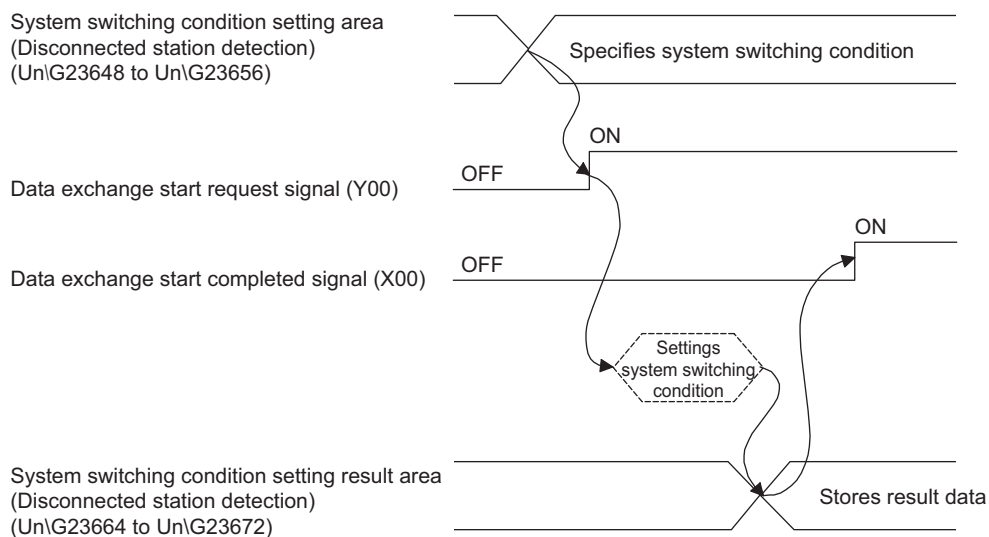 System switching condition setting area
(Disconnected station detection)
(Un\G23648 to Un\G23656)
Specifies system switching condition
ON
OFF
Data exchange start request signal (Y00)
ON
OFF
Data exchange start completed signal (X00)
Settings
system switching
condition
System switching condition setting result area
(Disconnected station detection)
(Un\G23664 to Un\G23672)
Stores result data